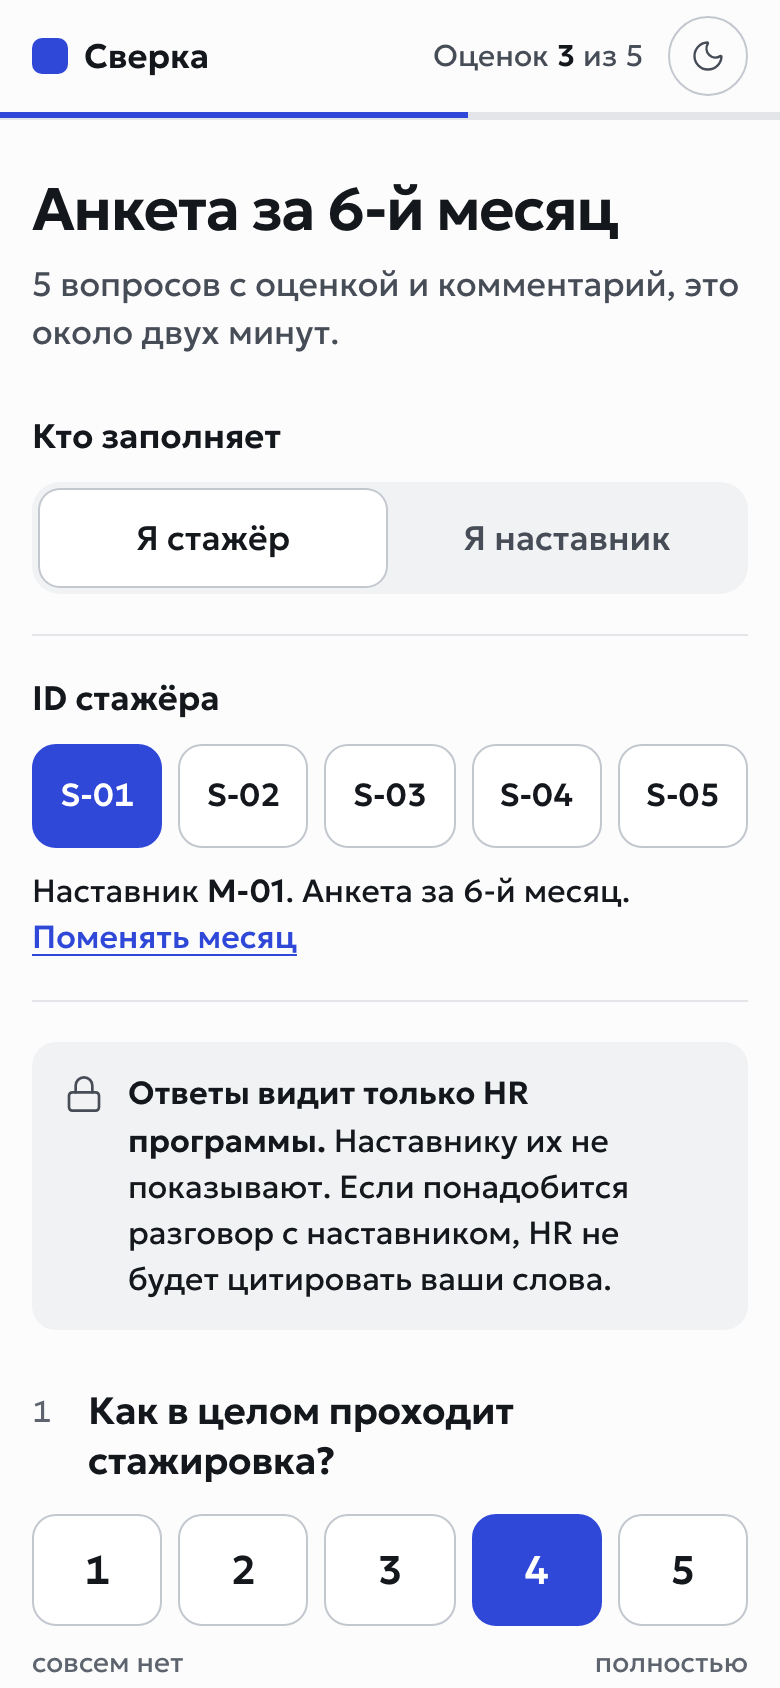 Сверка
Оценок 3 из 5
Анкета за 6-й месяц
5 вопросов с оценкой и комментарий, это
около двух минут.
Кто заполняет
Я стажёр
Я наставник
ID стажёра
S-01
S-02
S-03
S-04
S-05
Наставник M-01. Анкета за 6-й месяц.
Поменять месяц
Ответы видит только HR
программы. Наставнику их не
показывают. Если понадобится
разговор с наставником, HR не
будет цитировать ваши слова.
1 Как в целом проходит
стажировка?
1
2
3
4
5
совсем нет
полностью